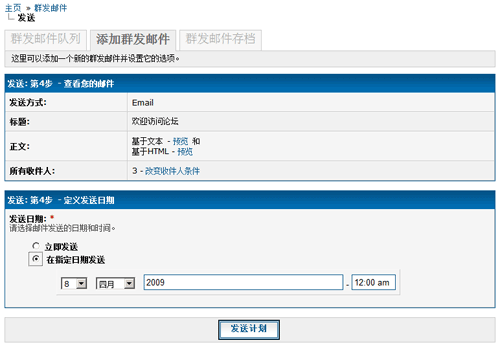 主页 » 群发邮件
发送
群发邮件队列 添加群发邮件 群发邮件存档
这里可以添加一个新的群发邮件并设置它的选项。
发送: 第4步 - 查看您的邮件
发送方式: Email
标题: 欢迎访问论坛
正文: 基于文本 - 预览 和
基于HTML - 预览
所有收件人: 3 - 改变收件人条件
发送: 第4步 - 定义发送日期
发送日期: *
请选择邮件发送的日期和时间。
立即发送
在指定日期发送
8 四月 2009 - 12:00 am
发送计划